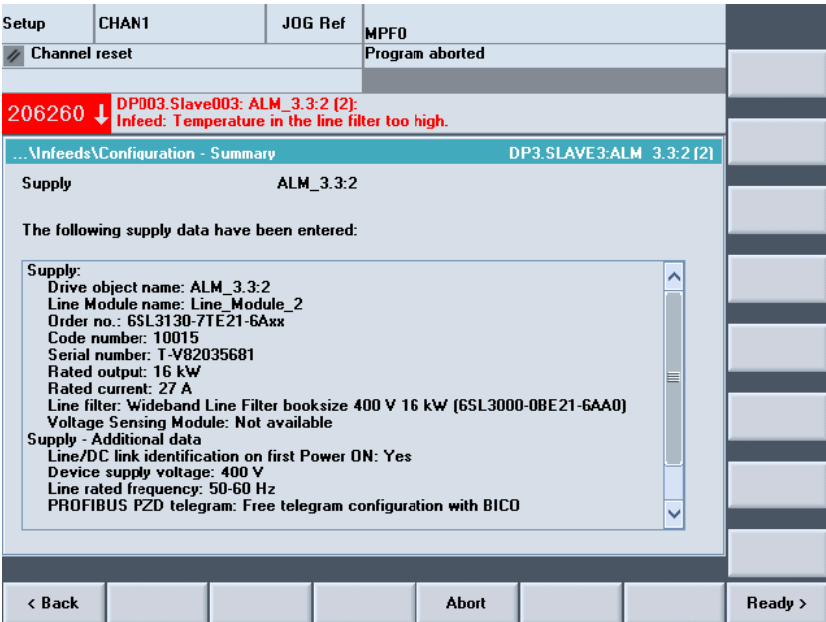 Setup CHAN1 JOG Ref MPF0
Channel reset Program aborted
206260 ↓ DP003.Slave003: ALM_3.3:2 (2):
Infeed: Temperature in the line filter too high.
...\Infeeds\Configuration - Summary DP3.SLAVE3:ALM_3.3:2 (2)
Supply ALM_3.3:2
The following supply data have been entered:
Supply:
Drive object name: ALM_3.3:2
Line Module name: Line_Module_2
Order no.: 6SL3130-7TE21-6Axx
Code number: 10015
Serial number: T-V82035681
Rated output: 16 kW
Rated current: 27 A
Line filter: Wideband Line Filter booksize 400 V 16 kW (6SL3000-0BE21-6AA0)
Voltage Sensing Module: Not available
Supply - Additional data
Line/DC link identification on first Power ON: Yes
Device supply voltage: 400 V
Line rated frequency: 50-60 Hz
PROFIBUS PZD telegram: Free telegram configuration with BICO
< Back Abort Ready >